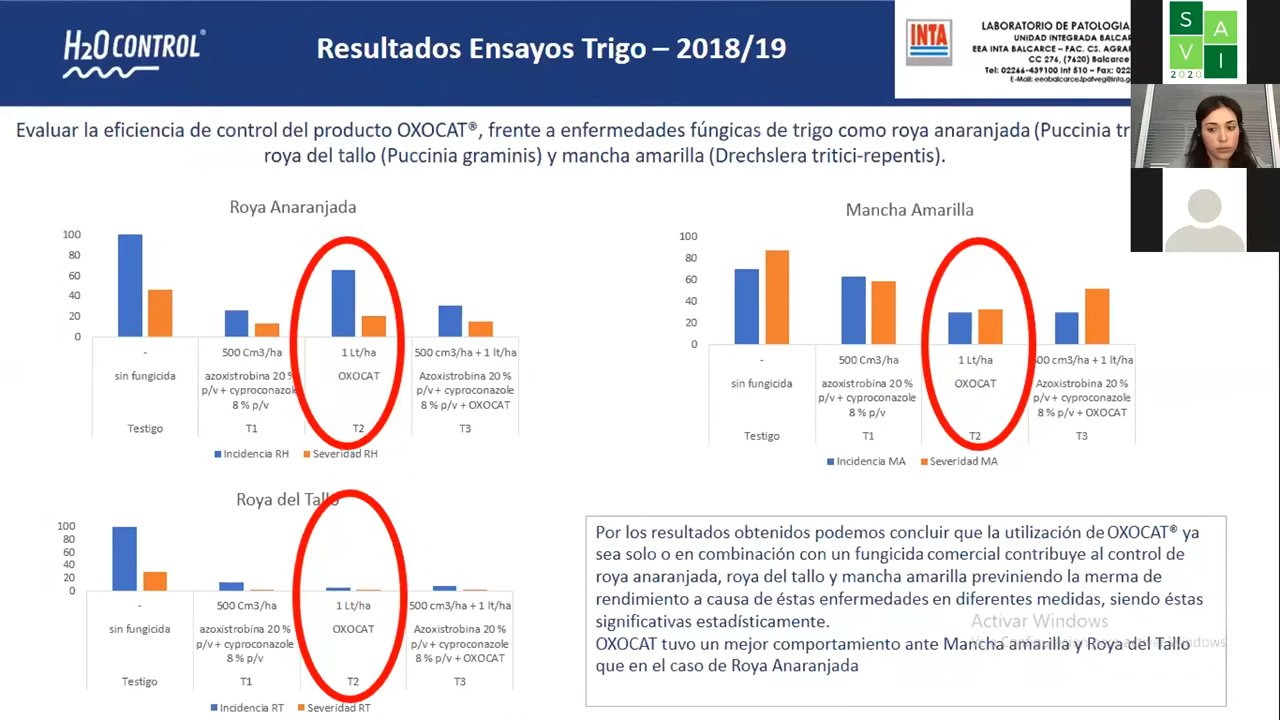 H2OCONTROL®
Resultados Ensayos Trigo – 2018/19
INTA
LABORATORIO DE PATOLOGIA
UNIDAD INTEGRADA BALCAR
EEA INTA BALCARCE – FAC. CS. AGRAR
CC 276, (7620) Balcarce
Tel: 02266-439100 Int 510 – Fax: 022
E-Mail: eeabalcarce.lpatveg@inta.g
S A
V I
2020
Evaluar la eficiencia de control del producto OXOCAT®, frente a enfermedades fúngicas de trigo como roya anaranjada (Puccinia tr
roya del tallo (Puccinia graminis) y mancha amarilla (Drechslera tritici-repentis).
Roya Anaranjada
100
80
60
40
20
0
- 500 Cm3/ha 1 Lt/ha 500 cm3/ha + 1 lt/ha
sin fungicida azoxistrobina 20 % OXOCAT Azoxistrobina 20 %
p/v + cyproconazole p/v + cyproconazole
8 % p/v 8 % p/v + OXOCAT
Testigo T1 T2 T3
Incidencia RH Severidad RH
Mancha Amarilla
100
80
60
40
20
0
- 500 Cm3/ha 1 Lt/ha 500 cm3/ha + 1 lt/ha
sin fungicida azoxistrobina 20 % OXOCAT Azoxistrobina 20 %
p/v + cyproconazole p/v + cyproconazole
8 % p/v 8 % p/v + OXOCAT
Testigo T1 T2 T3
Incidencia MA Severidad MA
Roya del Tallo
100
80
60
40
20
0
- 500 Cm3/ha 1 Lt/ha 500 cm3/ha + 1 lt/ha
sin fungicida azoxistrobina 20 % OXOCAT Azoxistrobina 20 %
p/v + cyproconazole p/v + cyproconazole
8 % p/v 8 % p/v + OXOCAT
Testigo T1 T2 T3
Incidencia RT Severidad RT
Por los resultados obtenidos podemos concluir que la utilización de OXOCAT® ya
sea solo o en combinación con un fungicida comercial contribuye al control de
roya anaranjada, roya del tallo y mancha amarilla previniendo la merma de
rendimiento a causa de éstas enfermedades en diferentes medidas, siendo éstas
significativas estadísticamente.
OXOCAT tuvo un mejor comportamiento ante Mancha amarilla y Roya del Tallo
que en el caso de Roya Anaranjada
Activar Windows